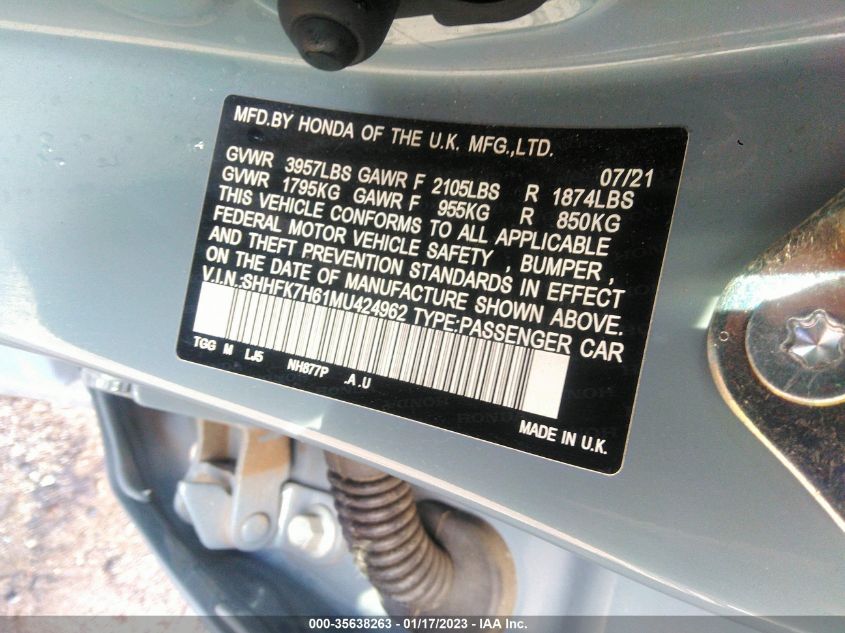 MFD.BY HONDA OF THE U.K. MFG.,LTD.
07/21
GVWR 3957LBS GAWR F 2105LBS R 1874LBS
GVWR 1795KG GAWR F 955KG R 850KG
THIS VEHICLE CONFORMS TO ALL APPLICABLE
FEDERAL MOTOR VEHICLE SAFETY , BUMPER ,
AND THEFT PREVENTION STANDARDS IN EFFECT
ON THE DATE OF MANUFACTURE SHOWN ABOVE.
V.I.N.:SHHFK7H61MU424962 TYPE:PASSENGER CAR
TGG M LJ5 NH877P .A.U
MADE IN U.K.
000-35638263 - 01/17/2023 - IAA Inc.